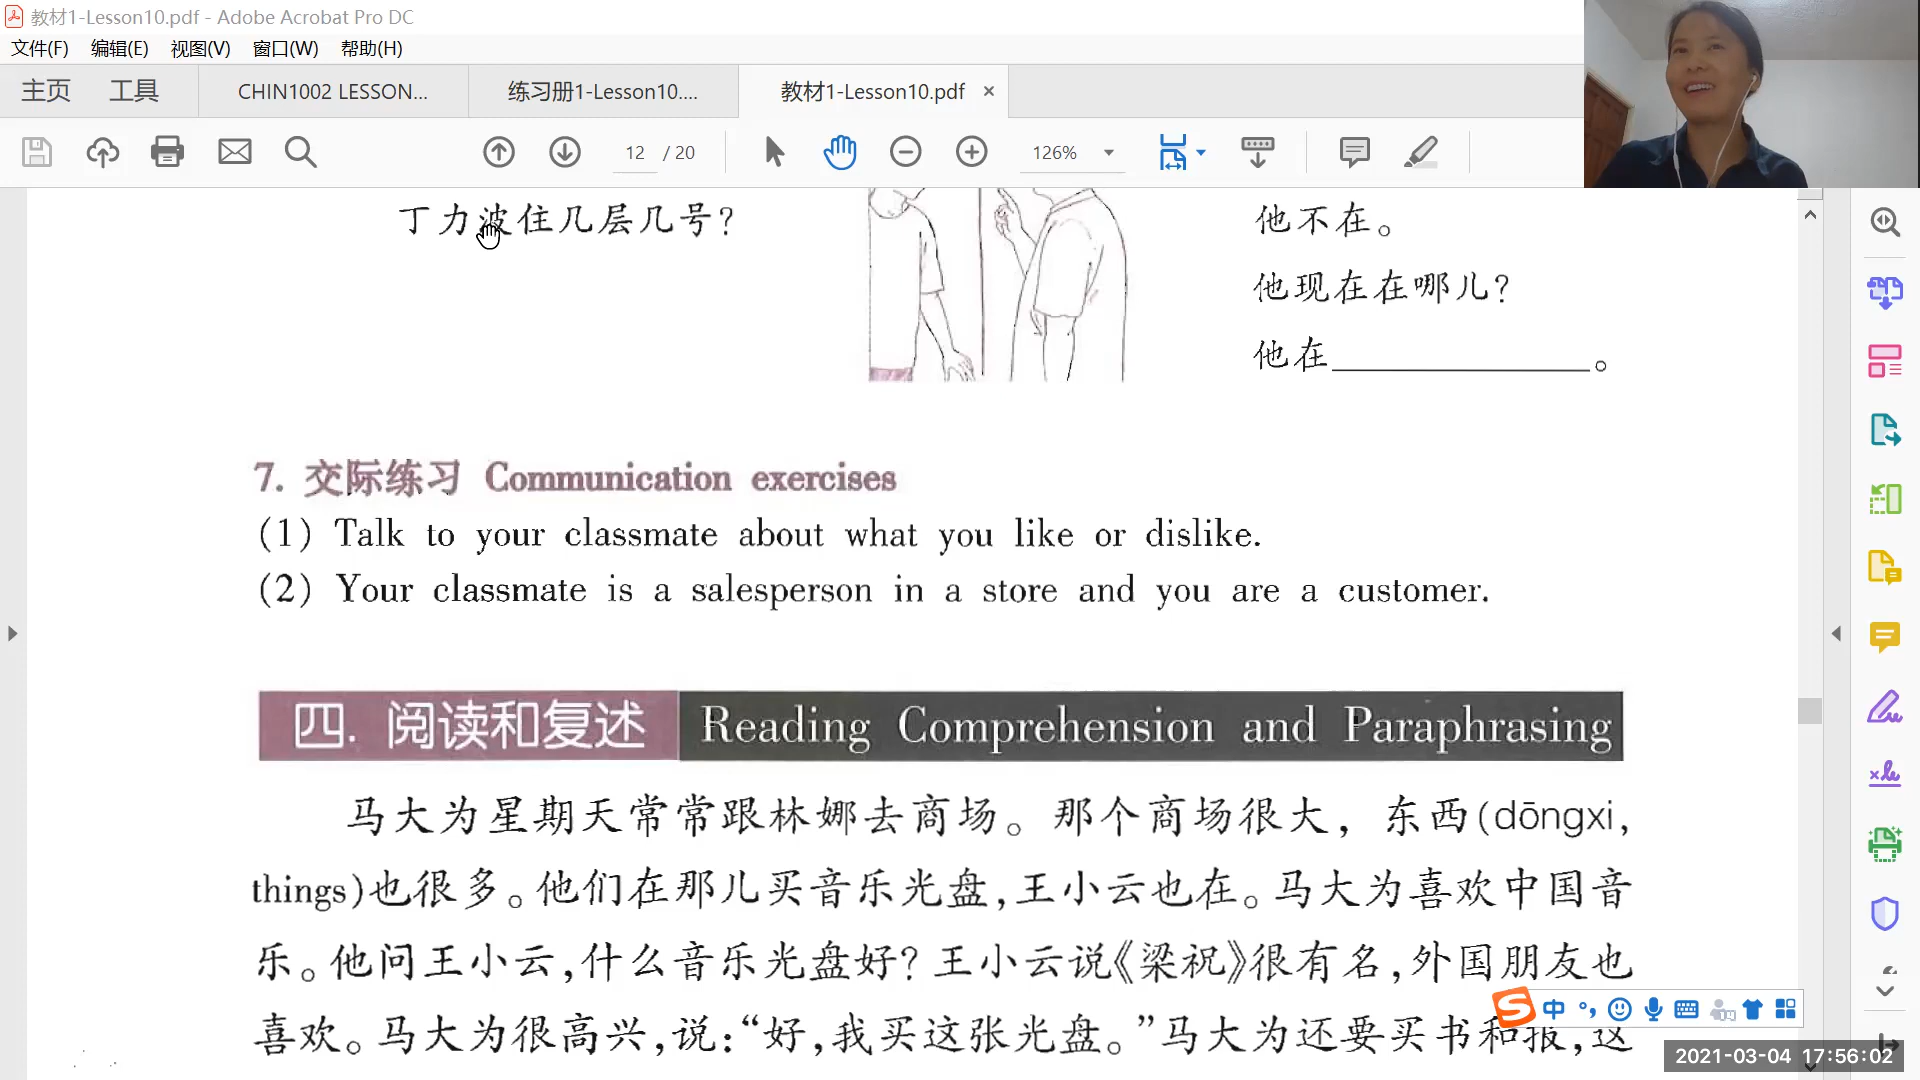 教材1-Lesson10.pdf - Adobe Acrobat Pro DC
文件(F) 编辑(E) 视图(V) 窗口(W) 帮助(H)
主页 工具 CHIN1002 LESSON... 练习册1-Lesson10.... 教材1-Lesson10.pdf ×
12 / 20 126%
丁力波住几层几号?
他不在。
他现在在哪儿?
他在____________。
7. 交际练习 Communication exercises
(1) Talk to your classmate about what you like or dislike.
(2) Your classmate is a salesperson in a store and you are a customer.
四. 阅读和复述 Reading Comprehension and Paraphrasing
马大为星期天常常跟林娜去商场。那个商场很大，东西(dōngxi,
things)也很多。他们在那儿买音乐光盘,王小云也在。马大为喜欢中国音
乐。他问王小云,什么音乐光盘好? 王小云说《梁祝》很有名,外国朋友也
喜欢。马大为很高兴,说:“好,我买这张光盘。”马大为还要买书和报,这
中
2021-03-04 17:56:02